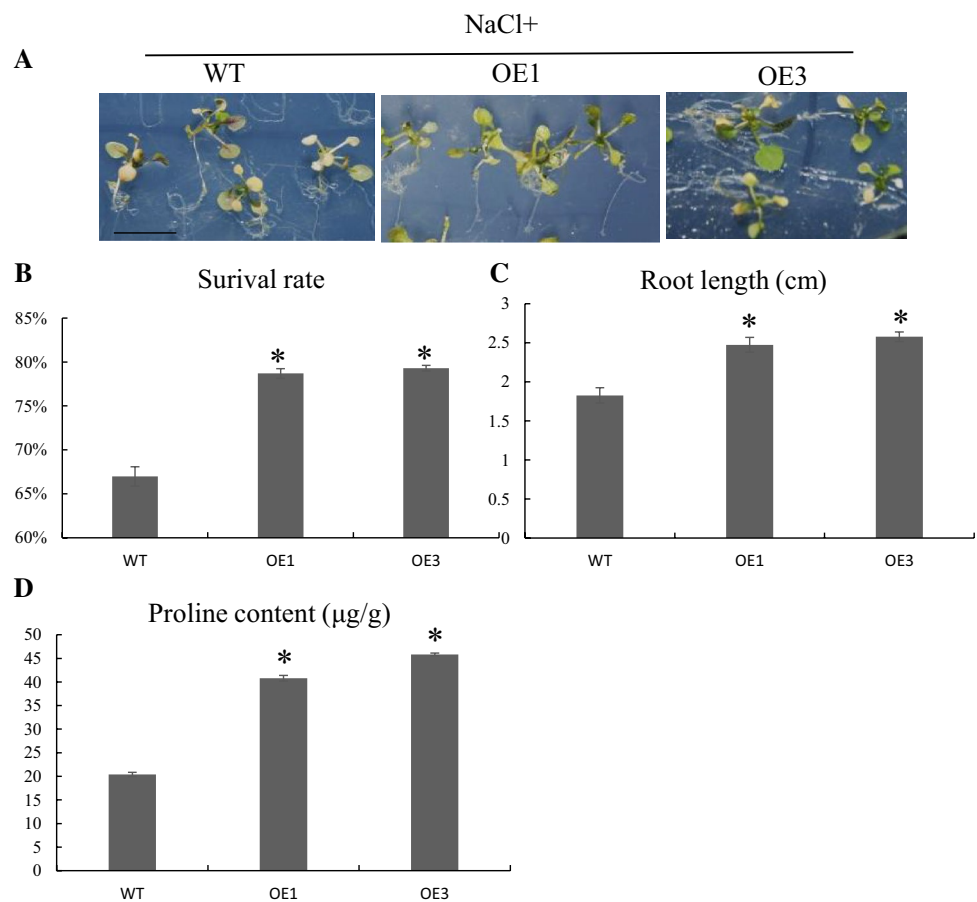 NaCl+
A
WT OE1 OE3
B Surival rate
85%
80%
75%
70%
65%
60%
* *
WT OE1 OE3
C Root length (cm)
3
2.5
2
1.5
1
0.5
0
* *
WT OE1 OE3
D
Proline content (μg/g)
50
45
40
35
30
25
20
15
10
5
0
* *
WT OE1 OE3